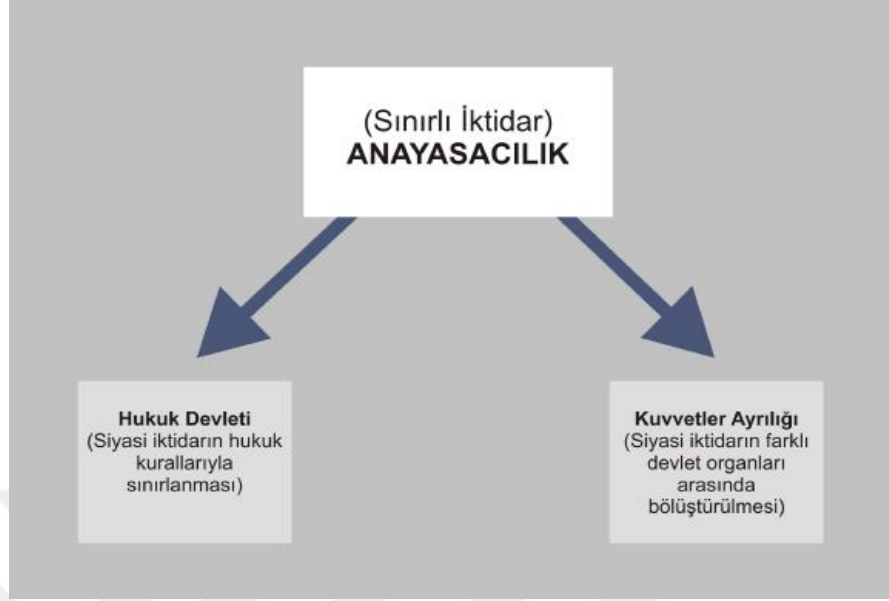 (Sınırlı İktidar)
ANAYASACILIK
Hukuk Devleti
(Siyasi iktidarın hukuk
kurallarıyla
sınırlanması)
Kuvvetler Ayrılığı
(Siyasi iktidarın farklı
devlet organları
arasında
bölüştürülmesi)